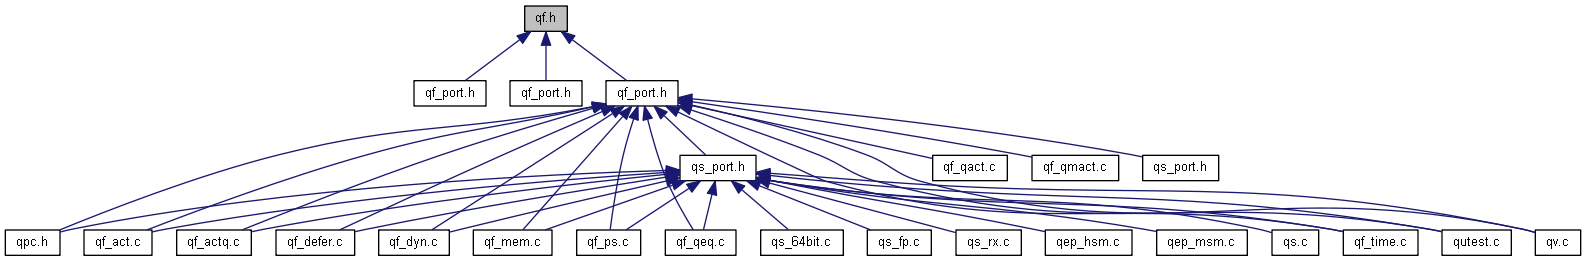 qf.h
qf_port.h
qf_port.h
qf_port.h
qs_port.h
qf_qact.c
qf_qmact.c
qs_port.h
qpc.h
qf_act.c
qf_actq.c
qf_defer.c
qf_dyn.c
qf_mem.c
qf_ps.c
qf_qeq.c
qs_64bit.c
qs_fp.c
qs_rx.c
qep_hsm.c
qep_msm.c
qs.c
qf_time.c
qutest.c
qv.c